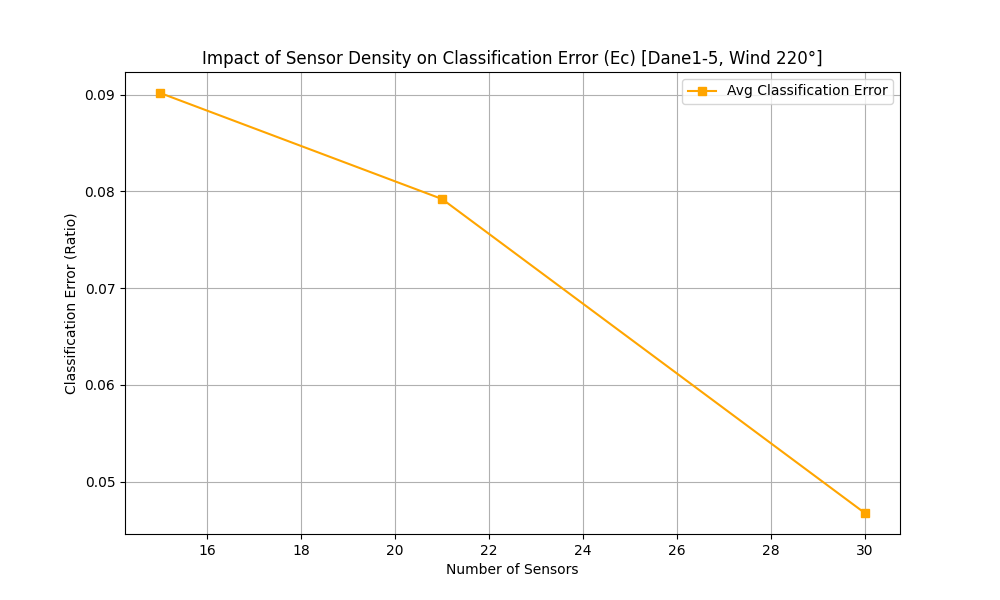 Impact of Sensor Density on Classification Error (Ec) [Dane1-5, Wind 220°]
Avg Classification Error
Classification Error (Ratio)
0.09
0.08
0.07
0.06
0.05
16 18 20 22 24 26 28 30
Number of Sensors